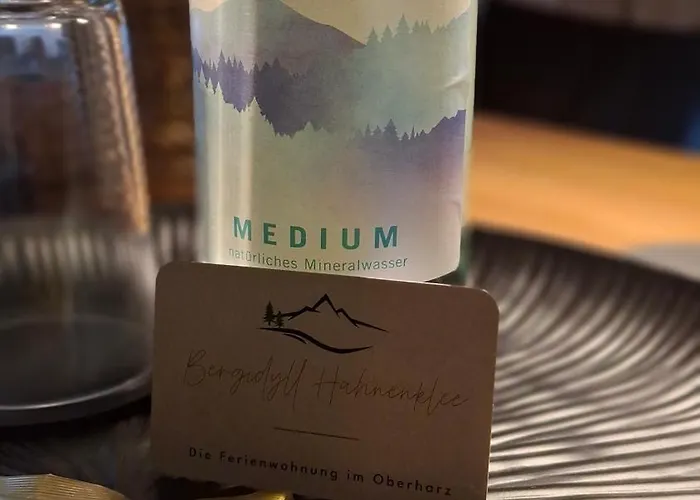 MEDIUM
natürliches Mineralwasser
Bergidyll Hahnenklee
Die Ferienwohnung im Oberharz